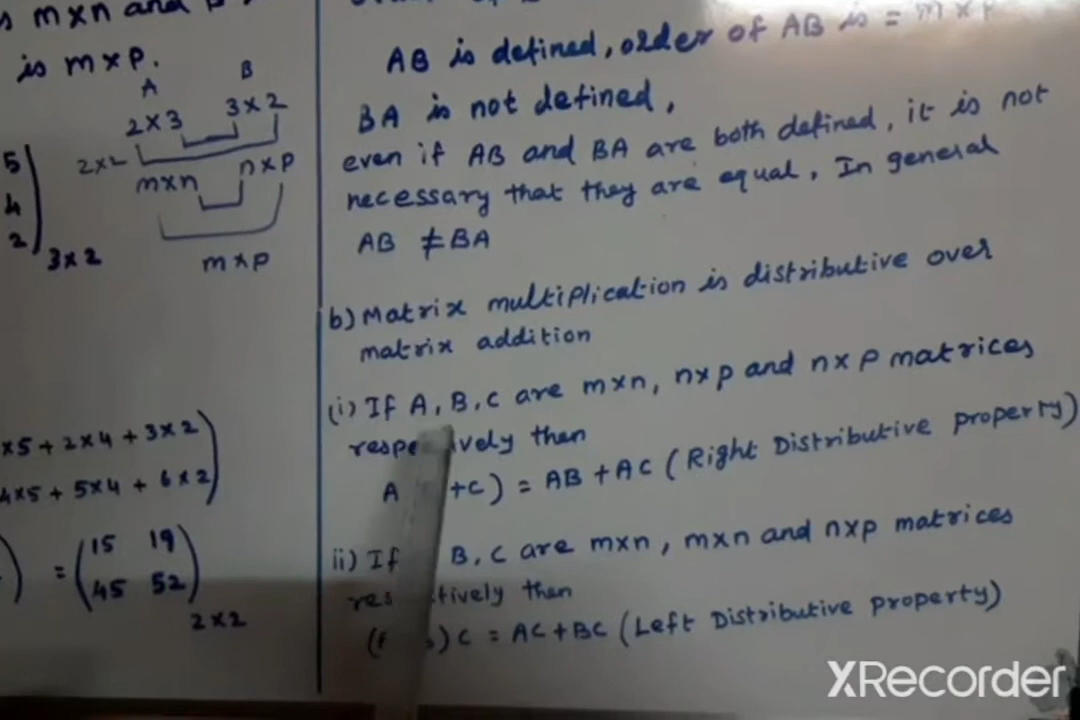 s m×n and
is m×p.
A B
2×3 3×2
2×2
m×n n×p
m×p
5
4
2
3×2
×5 + 2×4 + 3×2
4×5 + 5×4 + 6×2
= (15 19
45 52)
2×2
AB is defined, order of AB is = m×p
BA is not defined,
even if AB and BA are both defined, it is not
necessary that they are equal, In general
AB ≠ BA
b) Matrix multiplication is distributive over
matrix addition
(i) If A, B, C are m×n, n×p and n×p matrices
respe vely then
A +C) = AB + AC (Right Distributive property)
ii) If B, C are m×n, m×n and n×p matrices
res tively then
( )C = AC + BC (Left Distributive property)
XRecorder